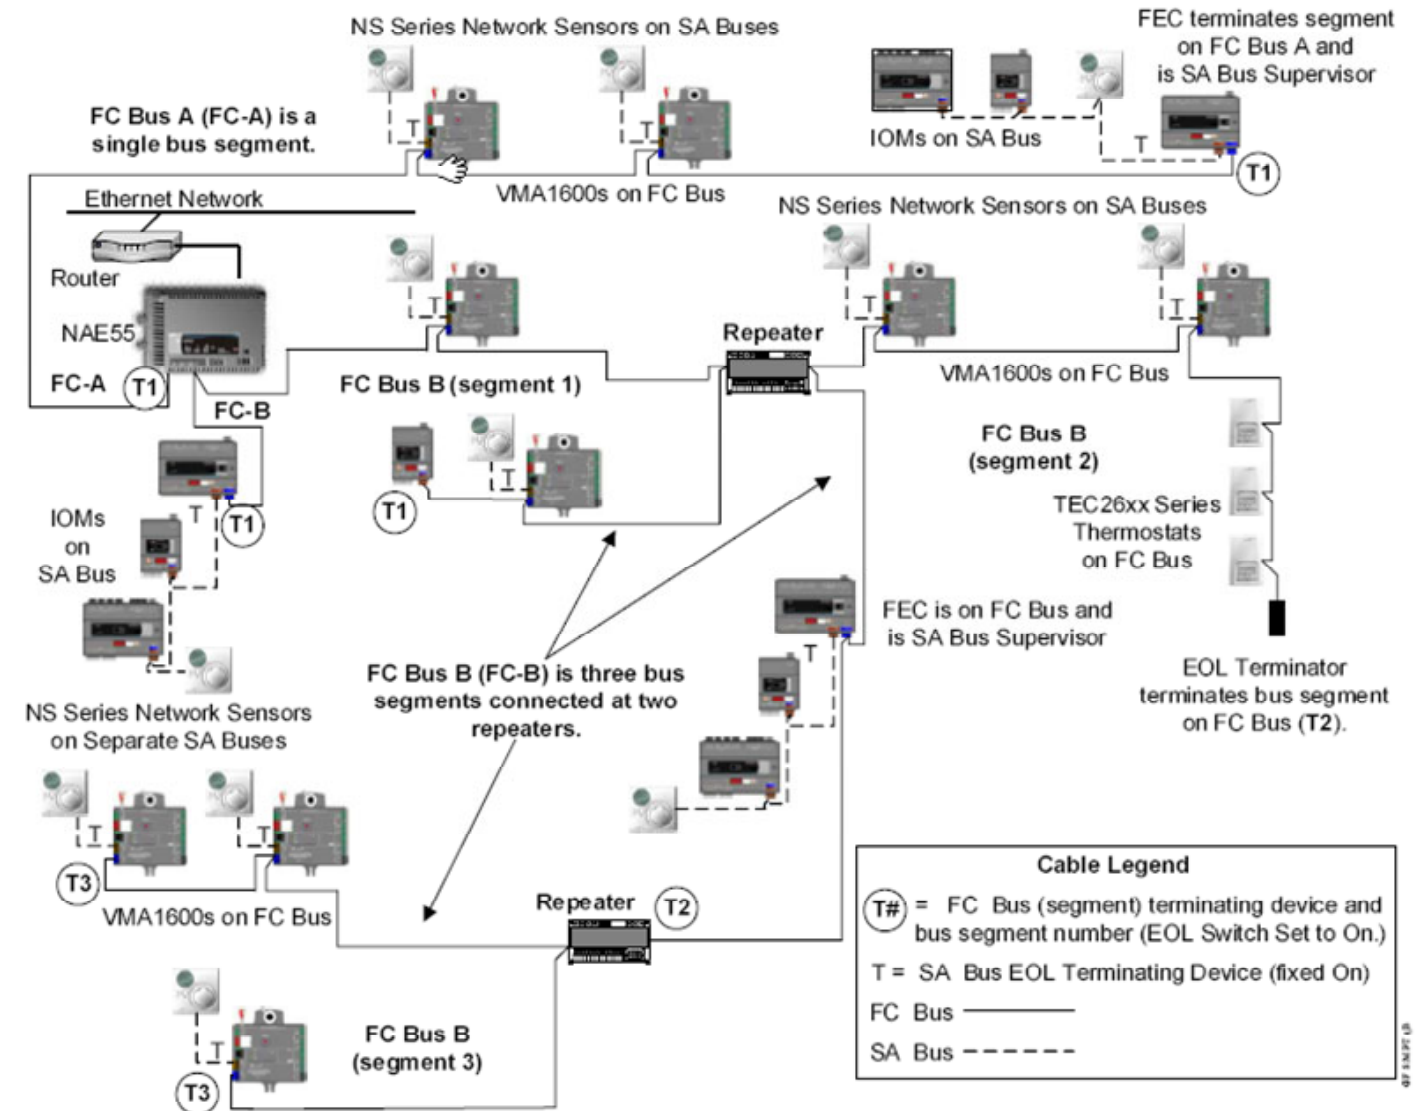 NS Series Network Sensors on SA Buses
FEC terminates segment
on FC Bus A and
is SA Bus Supervisor
FC Bus A (FC-A) is a
single bus segment.
T
T
IOMs on SA Bus
T
T1
VMA1600s on FC Bus
Ethernet Network
NS Series Network Sensors on SA Buses
Router
NAE55
T
T
T
Repeater
FC-A
T1
FC Bus B (segment 1)
VMA1600s on FC Bus
FC-B
FC Bus B
(segment 2)
T
T1
T
T1
IOMs
on
SA Bus
TEC26xx Series
Thermostats
on FC Bus
FEC is on FC Bus and
is SA Bus Supervisor
T
FC Bus B (FC-B) is three bus
segments connected at two
repeaters.
EOL Terminator
terminates bus segment
on FC Bus (T2).
NS Series Network Sensors
on Separate SA Buses
T
T
T3
VMA1600s on FC Bus
Repeater
T2
Cable Legend
T# = FC Bus (segment) terminating device and
bus segment number (EOL Switch Set to On.)
T = SA Bus EOL Terminating Device (fixed On)
FC Bus
SA Bus
FC Bus B
(segment 3)
T
T3